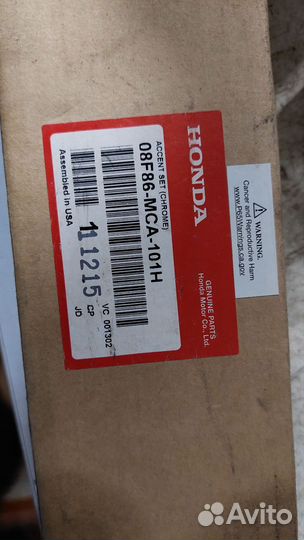 HONDA
GENUINE PARTS
Honda Motor Co., Ltd.
08F86-MCA-101H
ACCENT SET (CHROME)
111215 CP
VC 001302
JD
Assembled in USA
WARNING:
Cancer and Reproductive Harm
www.P65Warnings.ca.gov
Avito